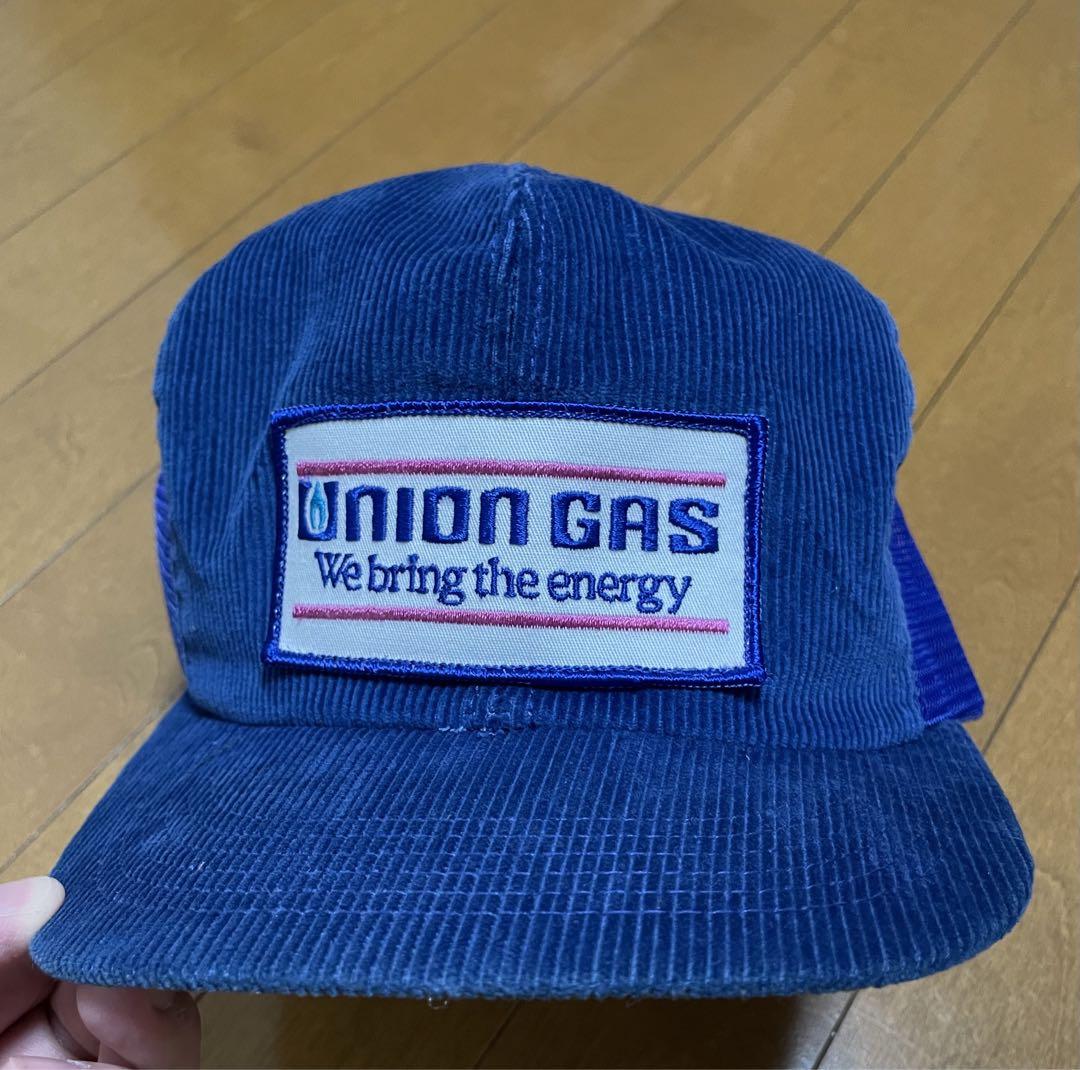 UNION GAS
We bring the energy